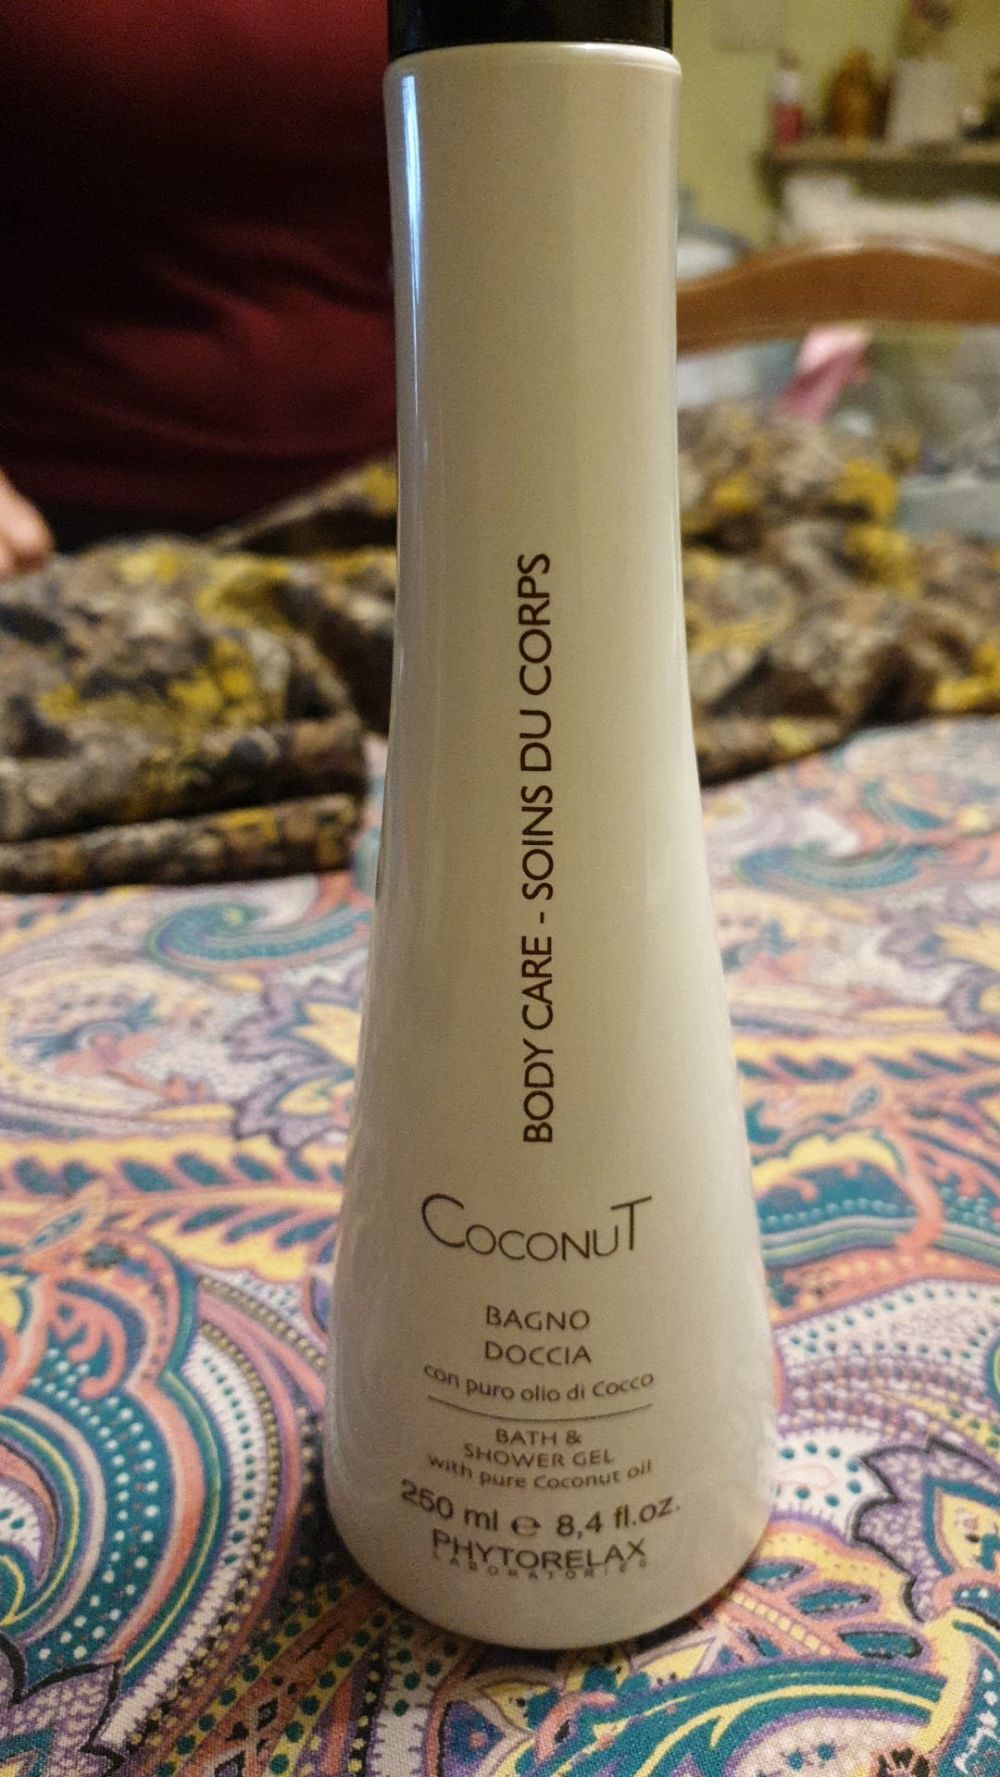 BODY CARE - SOINS DU CORPS
COCONUT
BAGNO
DOCCIA
con puro olio di Cocco
BATH &
SHOWER GEL
with pure Coconut oil
250 ml ℮ 8,4 fl.oz.
PHYTORELAX
LABORATORIES